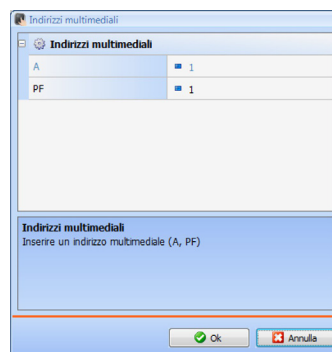 Indirizzi multimediali
Indirizzi multimediali
A 1
PF 1
Indirizzi multimediali
Inserire un indirizzo multimediale (A, PF)
Ok Annulla